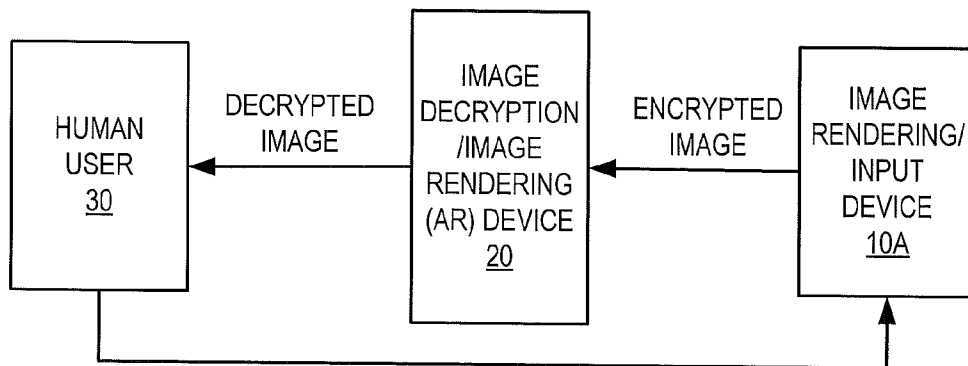 HUMAN
USER
30
DECRYPTED
IMAGE
IMAGE
DECRYPTION
/IMAGE
RENDERING
(AR) DEVICE
20
ENCRYPTED
IMAGE
IMAGE
RENDERING/
INPUT
DEVICE
10A